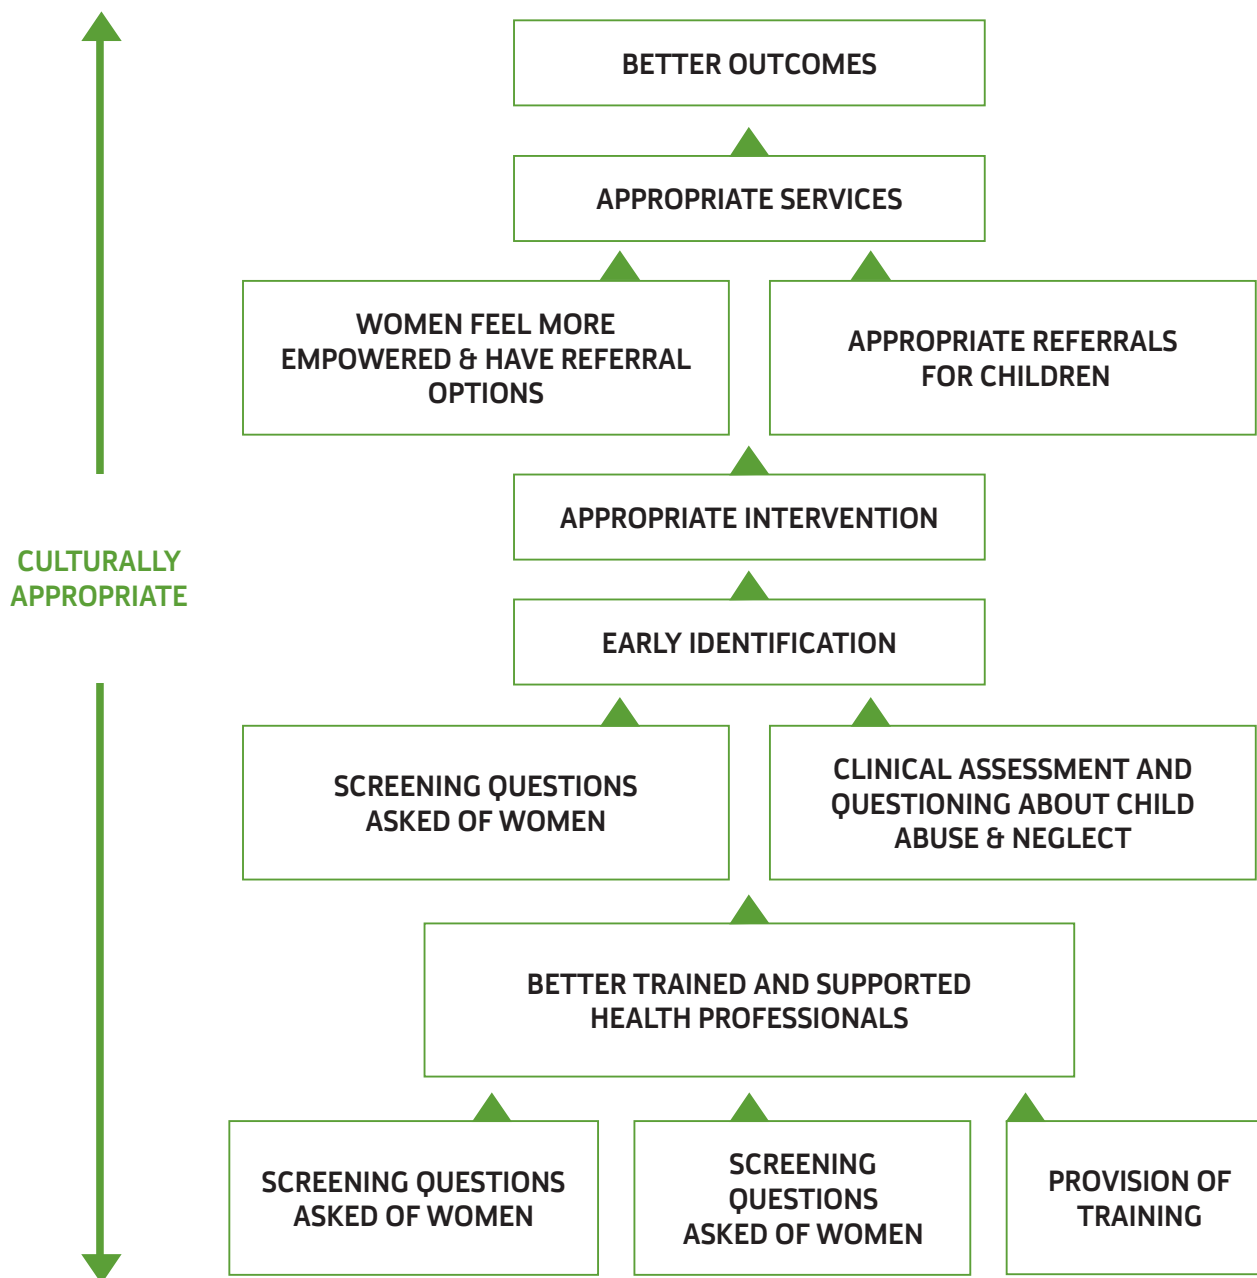 BETTER OUTCOMES
APPROPRIATE SERVICES
WOMEN FEEL MORE
EMPOWERED & HAVE REFERRAL
OPTIONS
APPROPRIATE REFERRALS
FOR CHILDREN
APPROPRIATE INTERVENTION
CULTURALLY
APPROPRIATE
EARLY IDENTIFICATION
SCREENING QUESTIONS
ASKED OF WOMEN
CLINICAL ASSESSMENT AND
QUESTIONING ABOUT CHILD
ABUSE & NEGLECT
BETTER TRAINED AND SUPPORTED
HEALTH PROFESSIONALS
SCREENING QUESTIONS
ASKED OF WOMEN
SCREENING
QUESTIONS
ASKED OF WOMEN
PROVISION OF
TRAINING